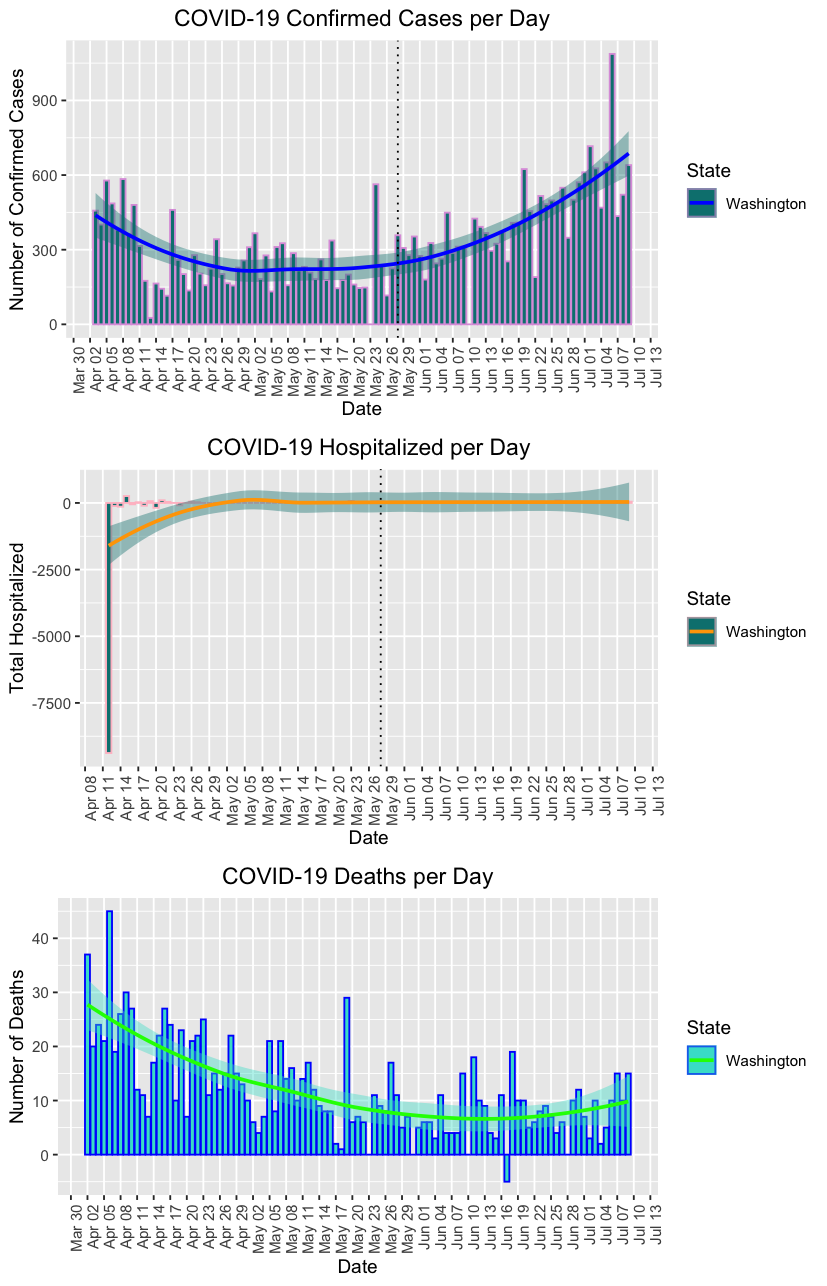 COVID-19 Confirmed Cases per Day
Number of Confirmed Cases
900
600
300
0
Mar 30
Apr 02
Apr 05
Apr 08
Apr 11
Apr 14
Apr 17
Apr 20
Apr 23
Apr 26
Apr 29
May 02
May 05
May 08
May 11
May 14
May 17
May 20
May 23
May 26
May 29
Jun 01
Jun 04
Jun 07
Jun 10
Jun 13
Jun 16
Jun 19
Jun 22
Jun 25
Jun 28
Jul 01
Jul 04
Jul 07
Jul 10
Jul 13
Date
State
Washington
COVID-19 Hospitalized per Day
Total Hospitalized
0
-2500
-5000
-7500
Apr 08
Apr 11
Apr 14
Apr 17
Apr 20
Apr 23
Apr 26
Apr 29
May 02
May 05
May 08
May 11
May 14
May 17
May 20
May 23
May 26
May 29
Jun 01
Jun 04
Jun 07
Jun 10
Jun 13
Jun 16
Jun 19
Jun 22
Jun 25
Jun 28
Jul 01
Jul 04
Jul 07
Jul 10
Jul 13
Date
State
Washington
COVID-19 Deaths per Day
Number of Deaths
40
30
20
10
0
Mar 30
Apr 02
Apr 05
Apr 08
Apr 11
Apr 14
Apr 17
Apr 20
Apr 23
Apr 26
Apr 29
May 02
May 05
May 08
May 11
May 14
May 17
May 20
May 23
May 26
May 29
Jun 01
Jun 04
Jun 07
Jun 10
Jun 13
Jun 16
Jun 19
Jun 22
Jun 25
Jun 28
Jul 01
Jul 04
Jul 07
Jul 10
Jul 13
Date
State
Washington